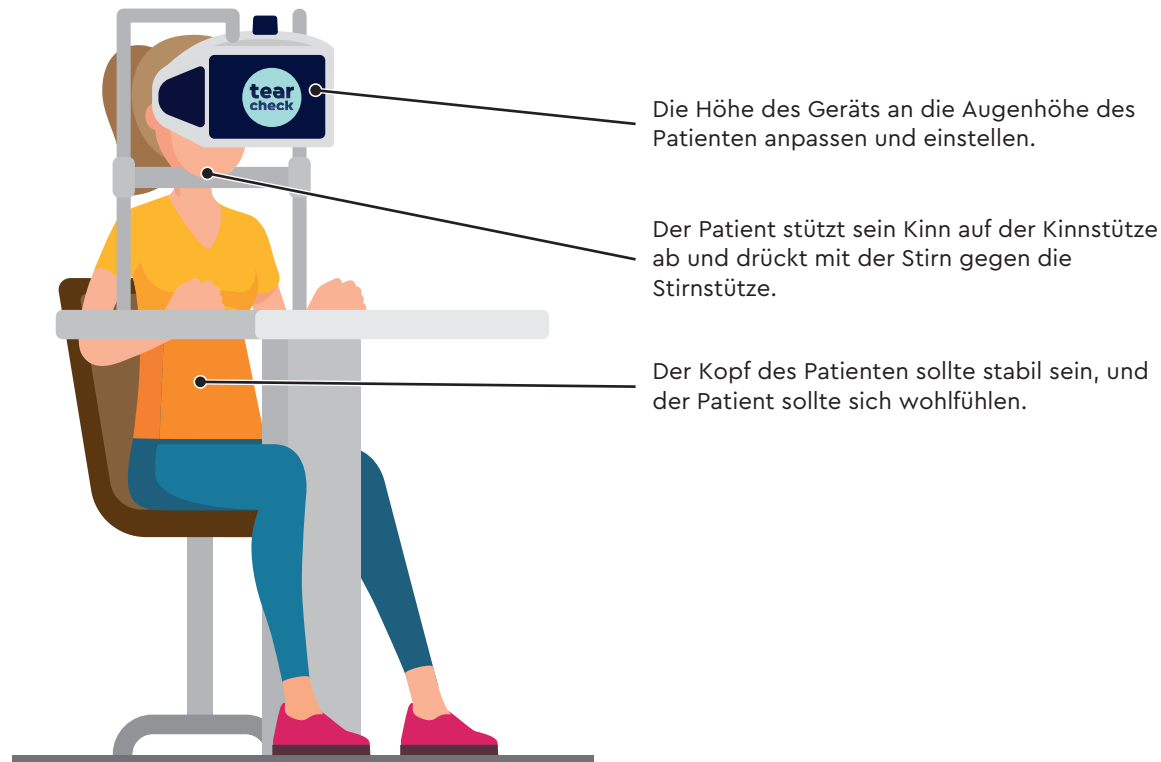 tear
check
Die Höhe des Geräts an die Augenhöhe des
Patienten anpassen und einstellen.
Der Patient stützt sein Kinn auf der Kinnstütze
ab und drückt mit der Stirn gegen die
Stirnstütze.
Der Kopf des Patienten sollte stabil sein, und
der Patient sollte sich wohlfühlen.